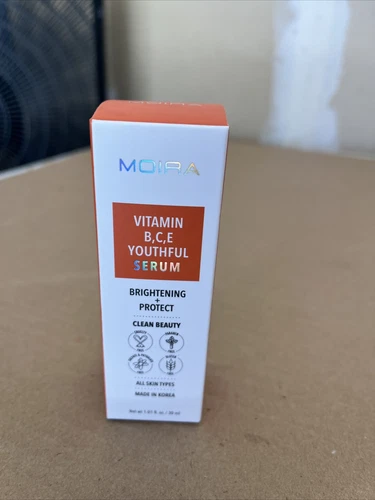 MOIRA
VITAMIN
B,C,E
YOUTHFUL
SERUM
BRIGHTENING
+
PROTECT
CLEAN BEAUTY
ALL SKIN TYPES
MADE IN KOREA